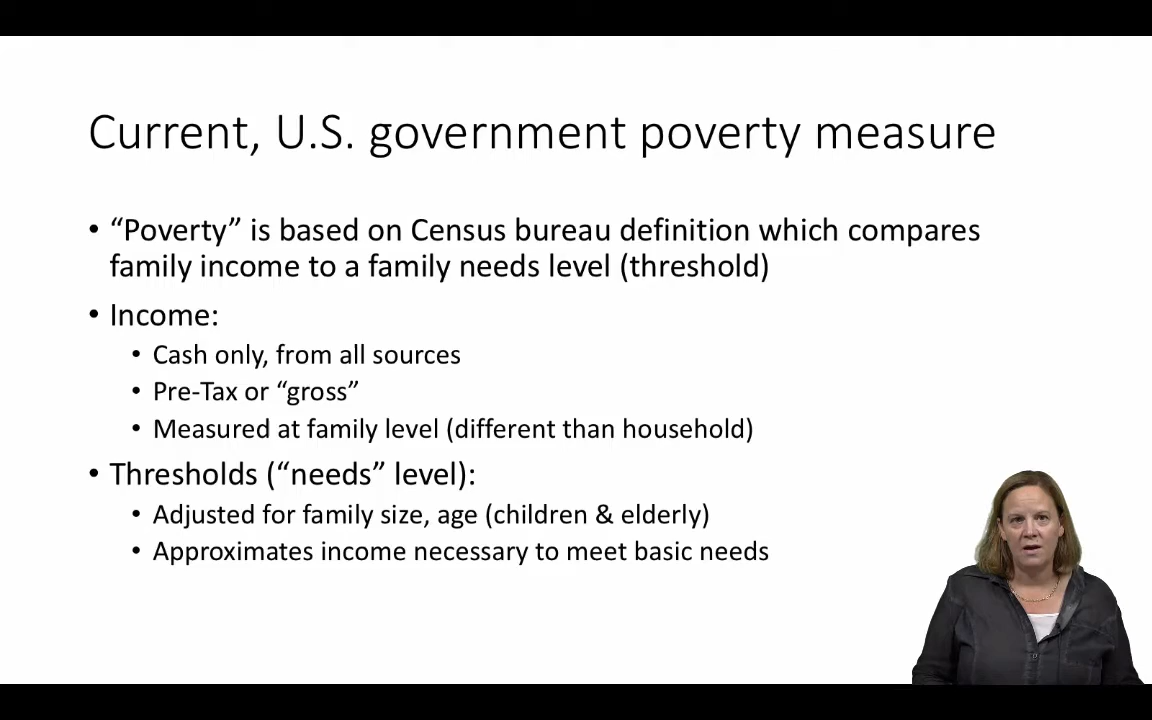 Current, U.S. government poverty measure
• “Poverty” is based on Census bureau definition which compares
family income to a family needs level (threshold)
• Income:
• Cash only, from all sources
• Pre-Tax or “gross”
• Measured at family level (different than household)
• Thresholds (“needs” level):
• Adjusted for family size, age (children & elderly)
• Approximates income necessary to meet basic needs